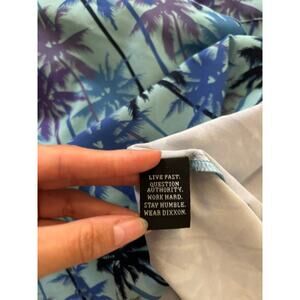 LIVE FAST.
QUESTION
AUTHORITY.
WORK HARD.
STAY HUMBLE.
WEAR DIXXON.